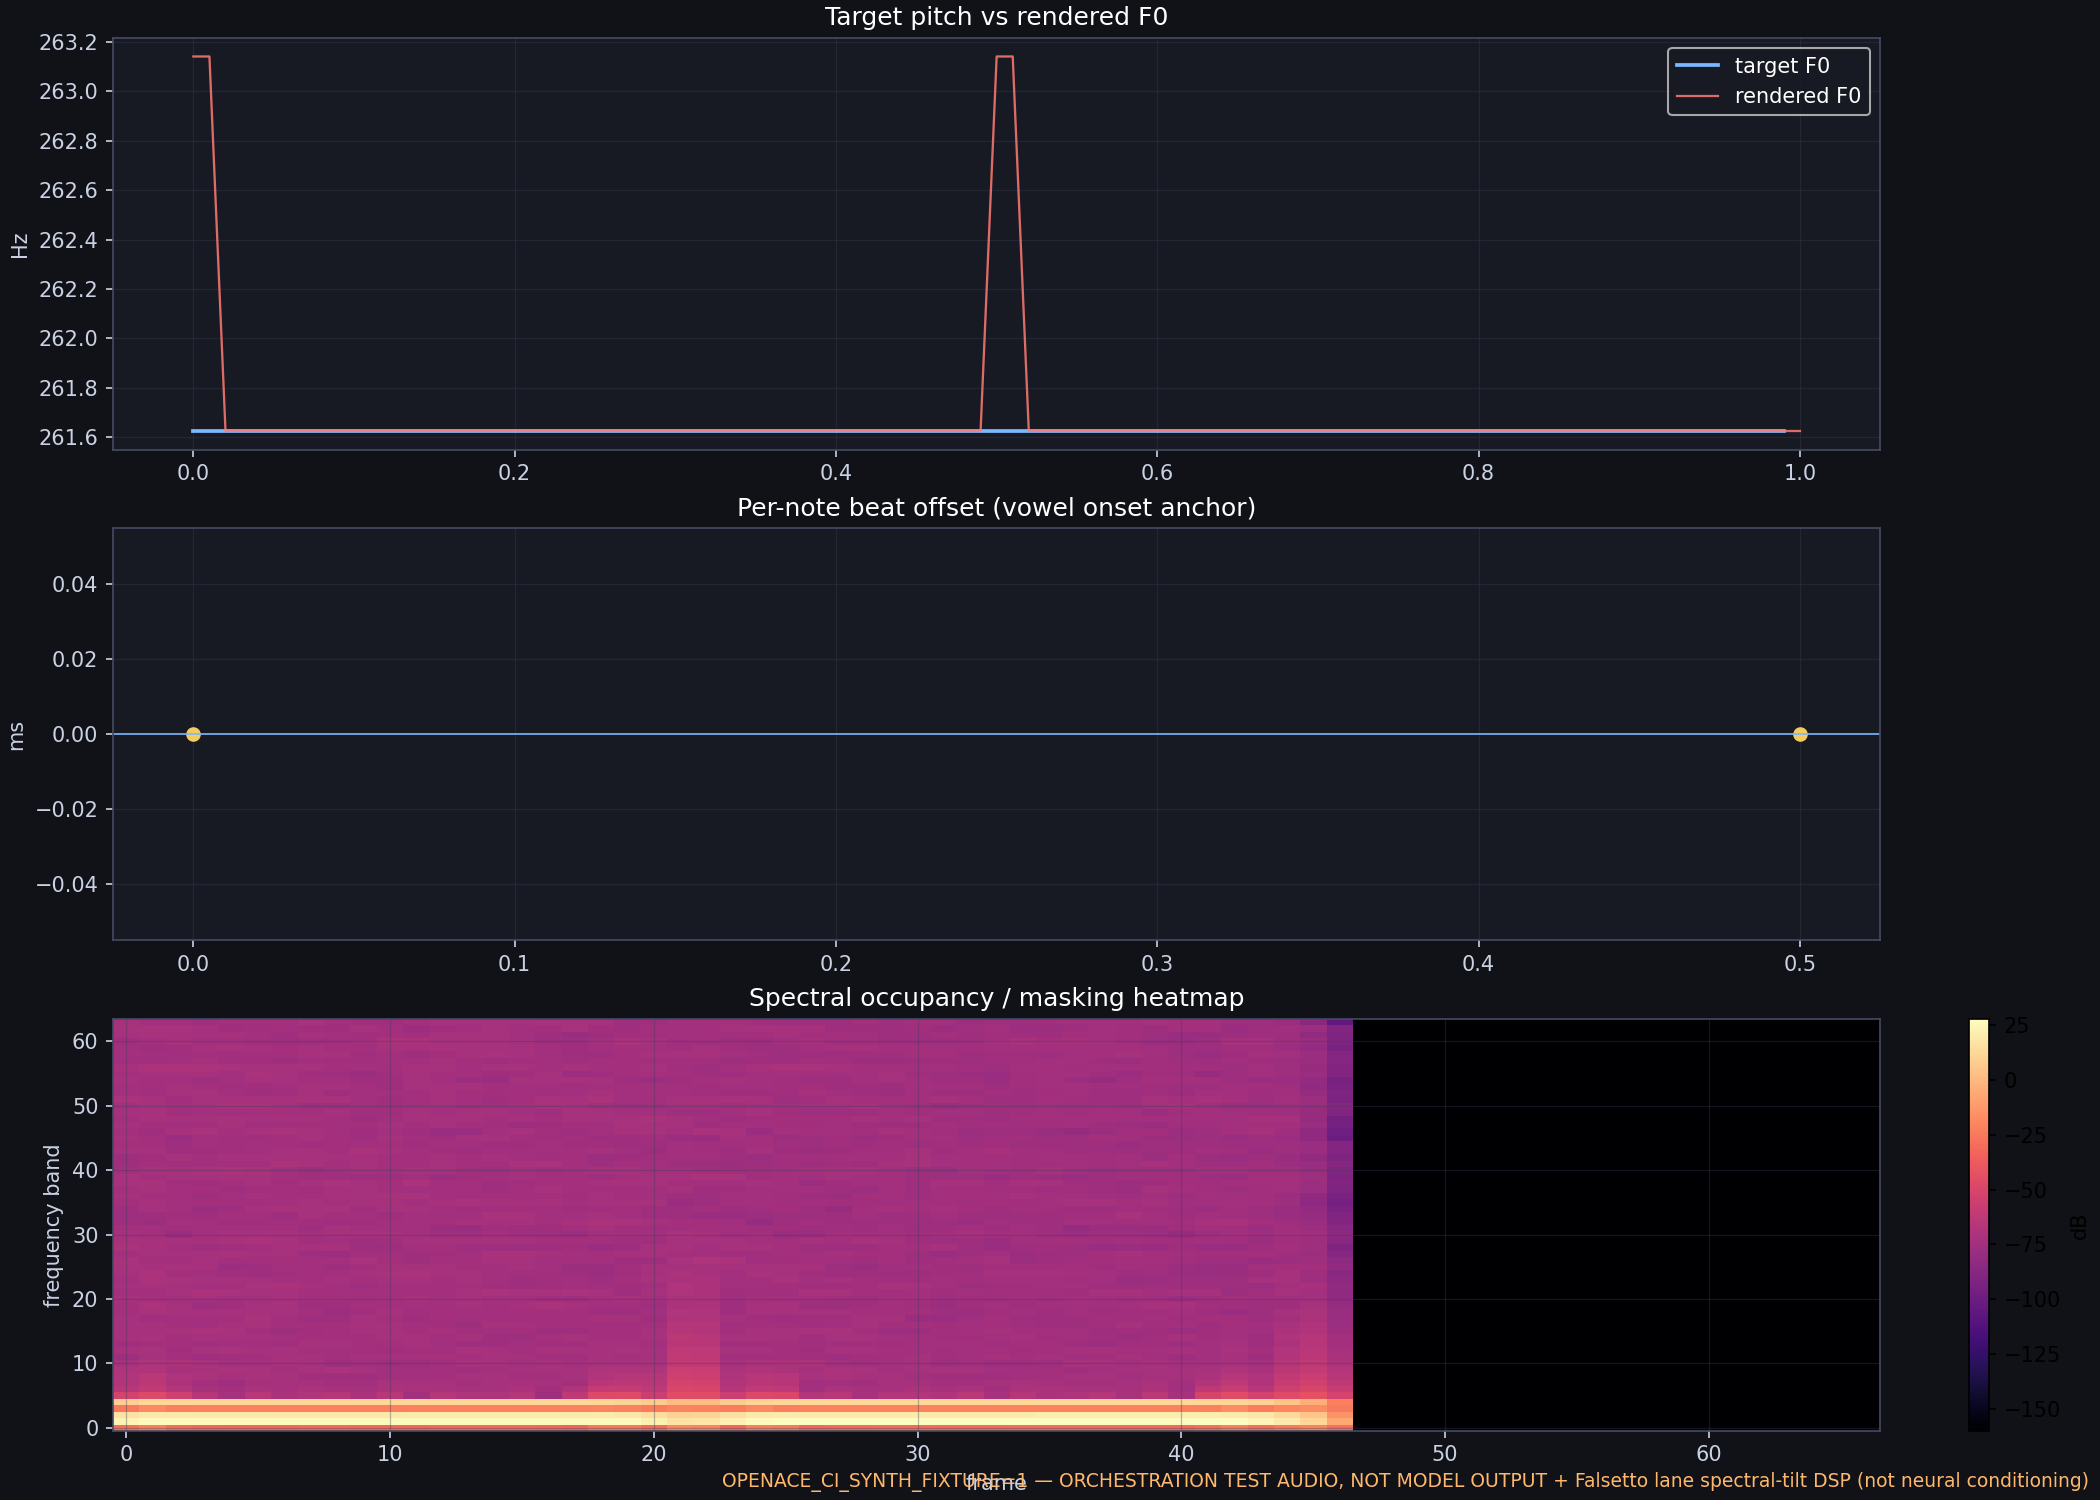 Target pitch vs rendered F0
263.2
263.0
262.8
262.6
262.4
262.2
262.0
261.8
261.6
Hz
target F0
rendered F0
0.0 0.2 0.4 0.6 0.8 1.0
Per-note beat offset (vowel onset anchor)
0.04
0.02
0.00
−0.02
−0.04
ms
0.0 0.1 0.2 0.3 0.4 0.5
Spectral occupancy / masking heatmap
60
50
40
30
20
10
0
frequency band
0 10 20 30 40 50 60
frame
25
0
−25
−50
−75
−100
−125
−150
dB
OPENACE_CI_SYNTH_FIXTURE=1 — ORCHESTRATION TEST AUDIO, NOT MODEL OUTPUT + Falsetto lane spectral-tilt DSP (not neural conditioning)